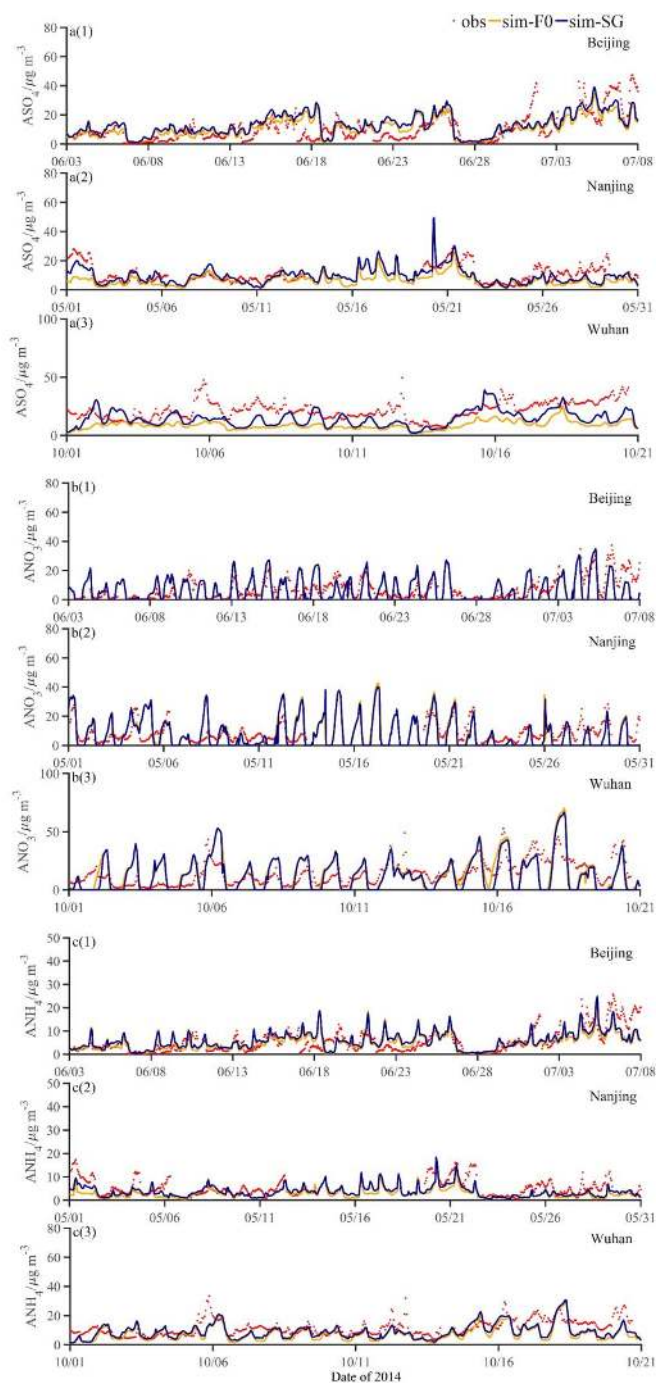 obs sim-F0 sim-SG
a(1)
Beijing
ASO4/μg m-3
80
60
40
20
0
06/03 06/08 06/13 06/18 06/23 06/28 07/03 07/08
a(2)
Nanjing
ASO4/μg m-3
80
60
40
20
0
05/01 05/06 05/11 05/16 05/21 05/26 05/31
a(3)
Wuhan
ASO4/μg m-3
100
50
0
10/01 10/06 10/11 10/16 10/21
b(1)
Beijing
ANO3/μg m-3
80
60
40
20
0
06/03 06/08 06/13 06/18 06/23 06/28 07/03 07/08
b(2)
Nanjing
ANO3/μg m-3
80
60
40
20
0
05/01 05/06 05/11 05/16 05/21 05/26 05/31
b(3)
Wuhan
ANO3/μg m-3
100
50
0
10/01 10/06 10/11 10/16 10/21
c(1)
Beijing
ANH4/μg m-3
50
40
30
20
10
0
06/03 06/08 06/13 06/18 06/23 06/28 07/03 07/08
c(2)
Nanjing
ANH4/μg m-3
50
40
30
20
10
0
05/01 05/06 05/11 05/16 05/21 05/26 05/31
c(3)
Wuhan
ANH4/μg m-3
80
60
40
20
0
10/01 10/06 10/11 10/16 10/21
Date of 2014